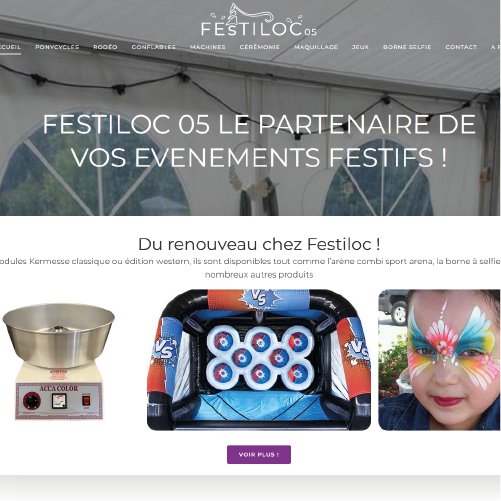 FESTILOC 05
CCUEIL PONYCYCLES RODÉO GONFLABLES MACHINES CÉRÉMONIE MAQUILLAGE JEUX BORNE SELFIE CONTACT A P
FESTILOC 05 LE PARTENAIRE DE
VOS EVENEMENTS FESTIFS !
Du renouveau chez Festiloc !
odules Kermesse classique ou édition western, ils sont disponibles tout comme l'arène combi sport arena, la borne à selfie
nombreux autres produits
VS
VS
VS
ACCA COLOR
VOIR PLUS !